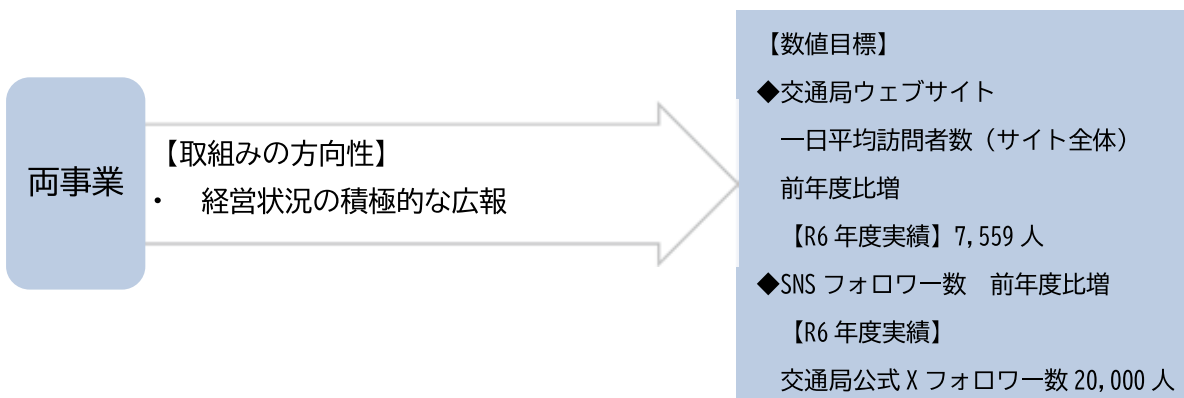 両事業
【取組みの方向性】
・ 経営状況の積極的な広報
【数値目標】
◆交通局ウェブサイト
一日平均訪問者数（サイト全体）
前年度比増
【R6 年度実績】7,559 人
◆SNS フォロワー数　前年度比増
【R6 年度実績】
交通局公式 X フォロワー数 20,000 人